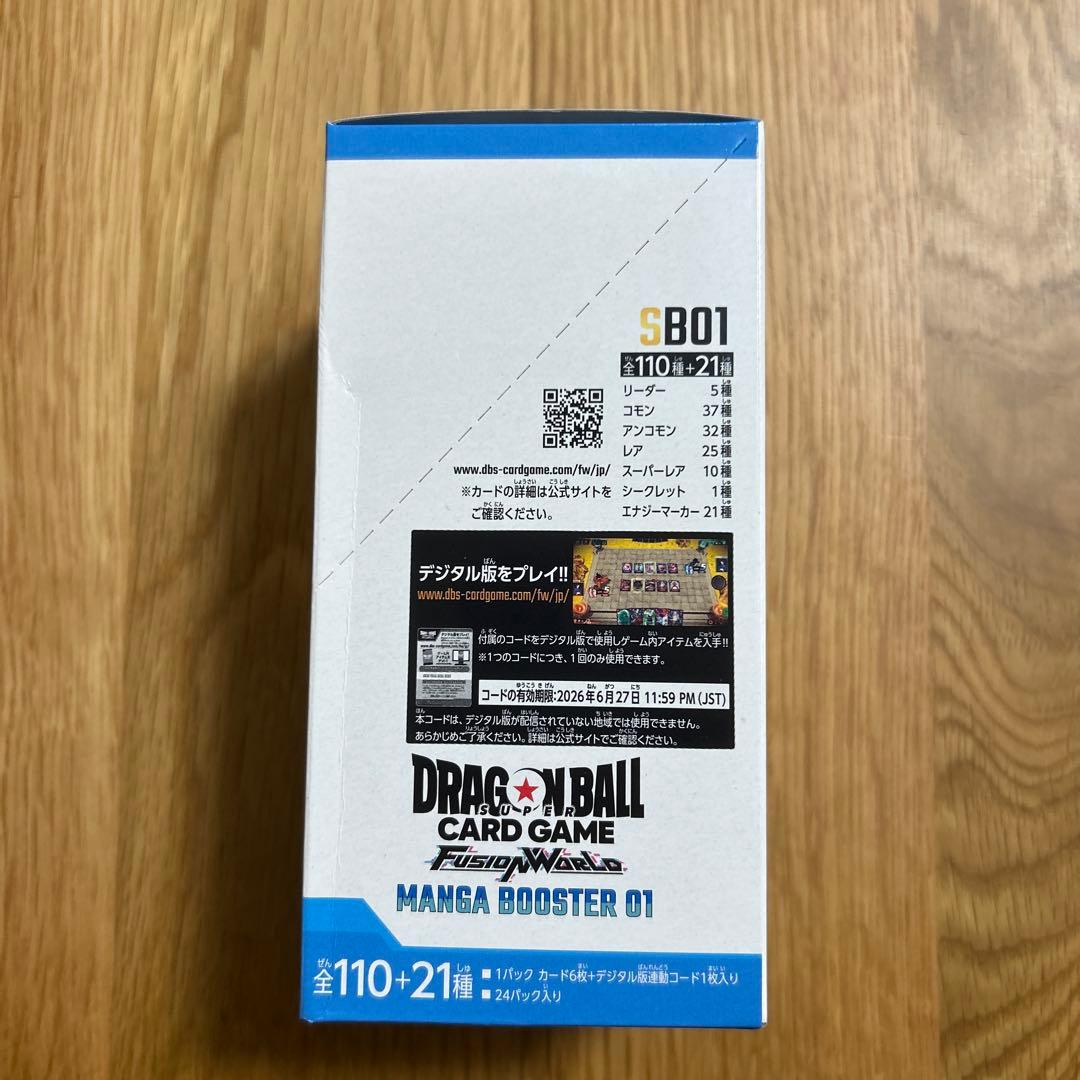 SB01
全110種+21種
リーダー 5種
コモン 37種
アンコモン 32種
レア 25種
スーパーレア 10種
シークレット 1種
エナジーマーカー 21種
www.dbs-cardgame.com/fw/jp/
※カードの詳細は公式サイトを
ご確認ください。
デジタル版をプレイ!!
www.dbs-cardgame.com/fw/jp/
付属のコードをデジタル版で使用しゲーム内アイテムを入手!!
※1つのコードにつき、1回のみ使用できます。
コードの有効期限:2026年6月27日 11:59 PM (JST)
本コードは、デジタル版が配信されていない地域では使用できません。
あらかじめご了承ください。詳細は公式サイトでご確認ください。
DRAGON BALL
SUPER
CARD GAME
FUSION WORLD
MANGA BOOSTER 01
全110+21種
■ 1パック カード6枚+デジタル版連動コード1枚入り
■ 24パック入り